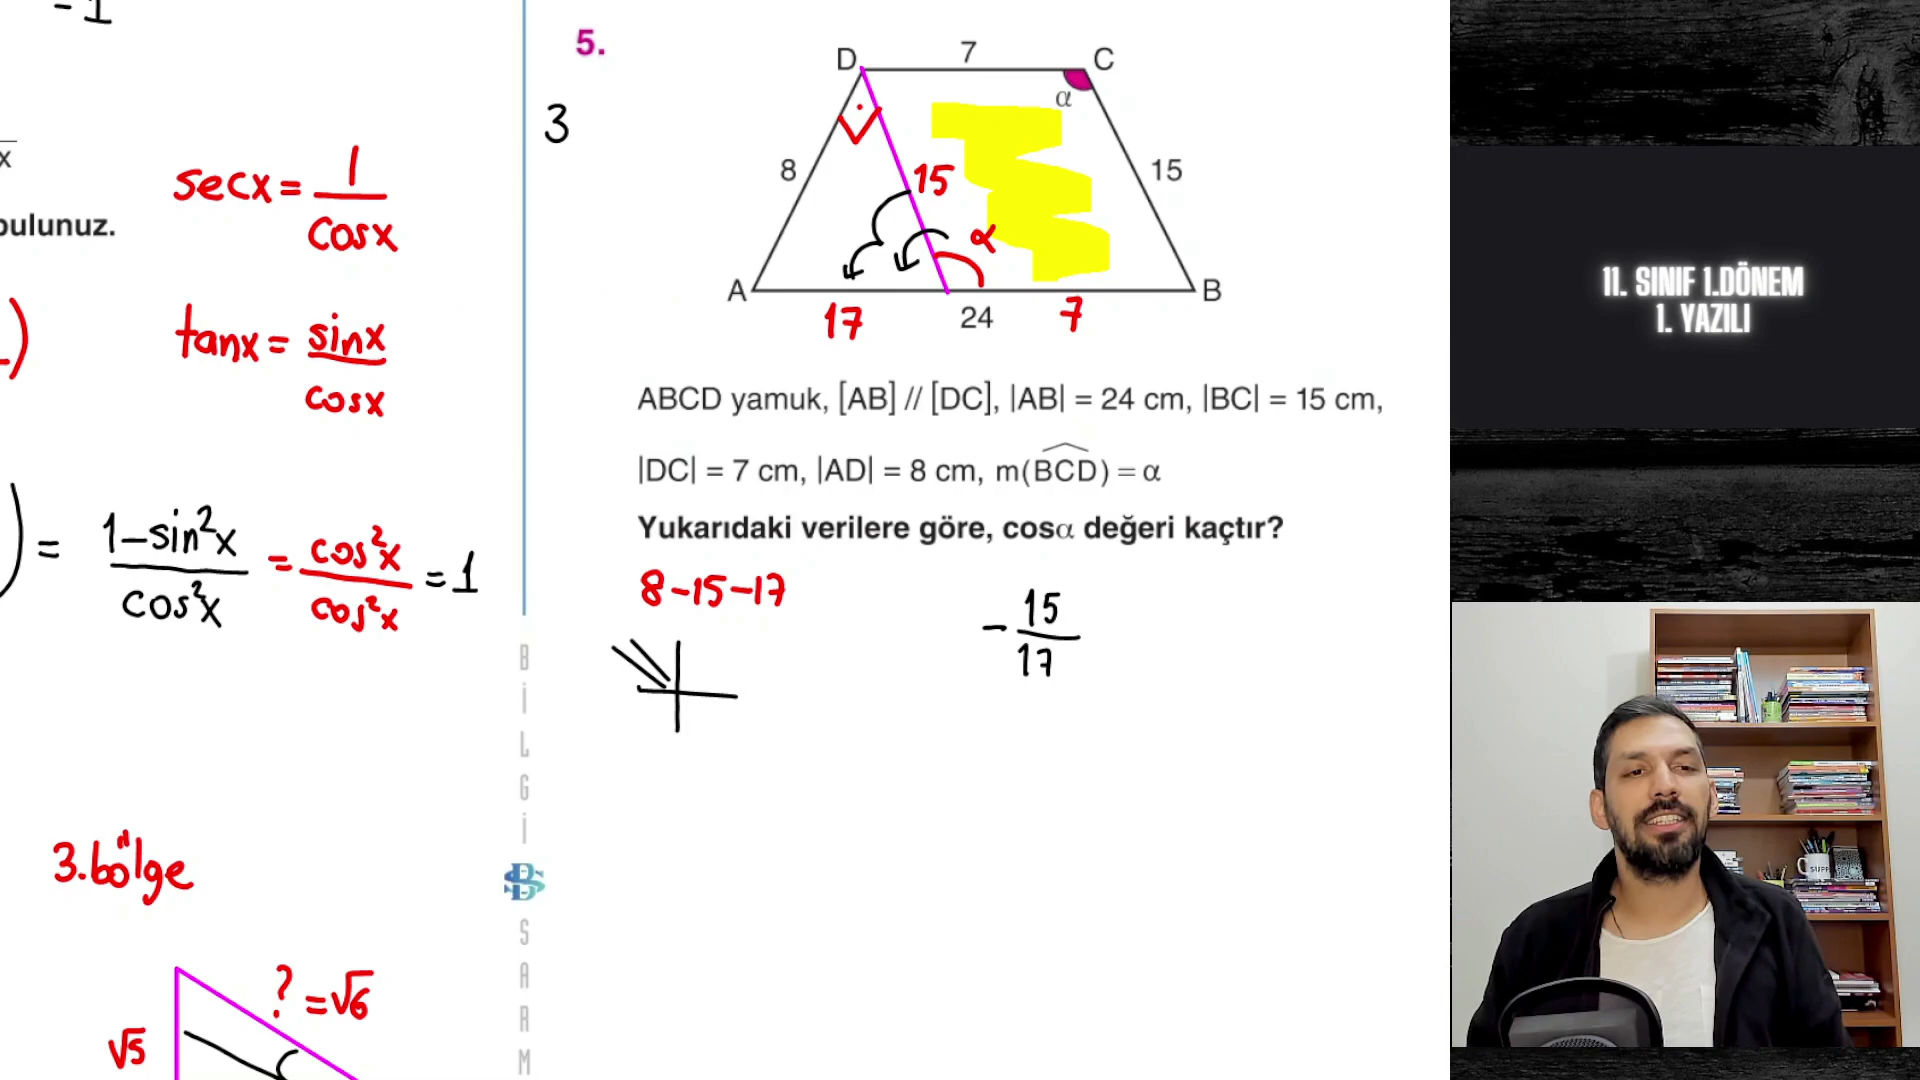 -1
x
bulunuz.
secx = 1/cosx
tanx = sinx/cosx
)
) = 1-sin²x/cos²x = cos²x/cos²x = 1
3.bölge
? = √6
√5
BİLGİ SARM
5.
3
D 7 C
α
8
15
15
α
A
B
17
24
7
ABCD yamuk, [AB] // [DC], |AB| = 24 cm, |BC| = 15 cm,
|DC| = 7 cm, |AD| = 8 cm, m(BCD) = α
Yukarıdaki verilere göre, cosα değeri kaçtır?
8-15-17
- 15/17
11. SINIF 1.DÖNEM
1. YAZILI
SUPP